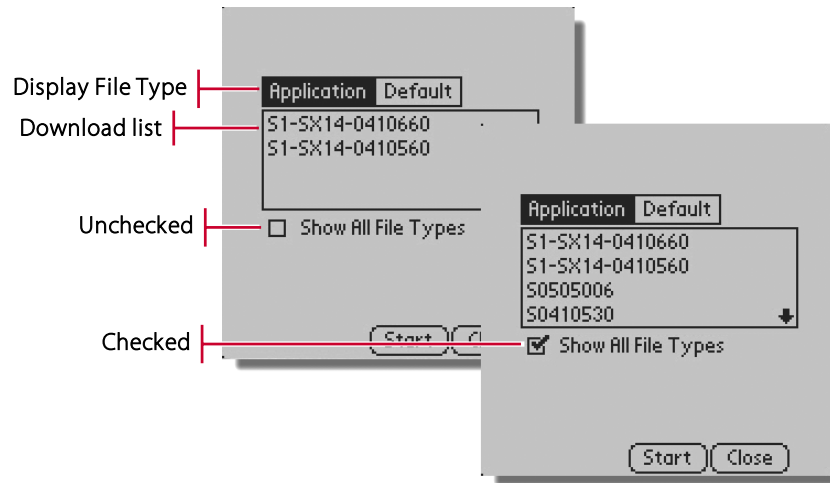 Display File Type
Download list
Unchecked
Checked
Application Default
S1-SX14-0410660
S1-SX14-0410560
Show All File Types
Start
Application Default
S1-SX14-0410660
S1-SX14-0410560
S0505006
S0410530
Show All File Types
Start Close